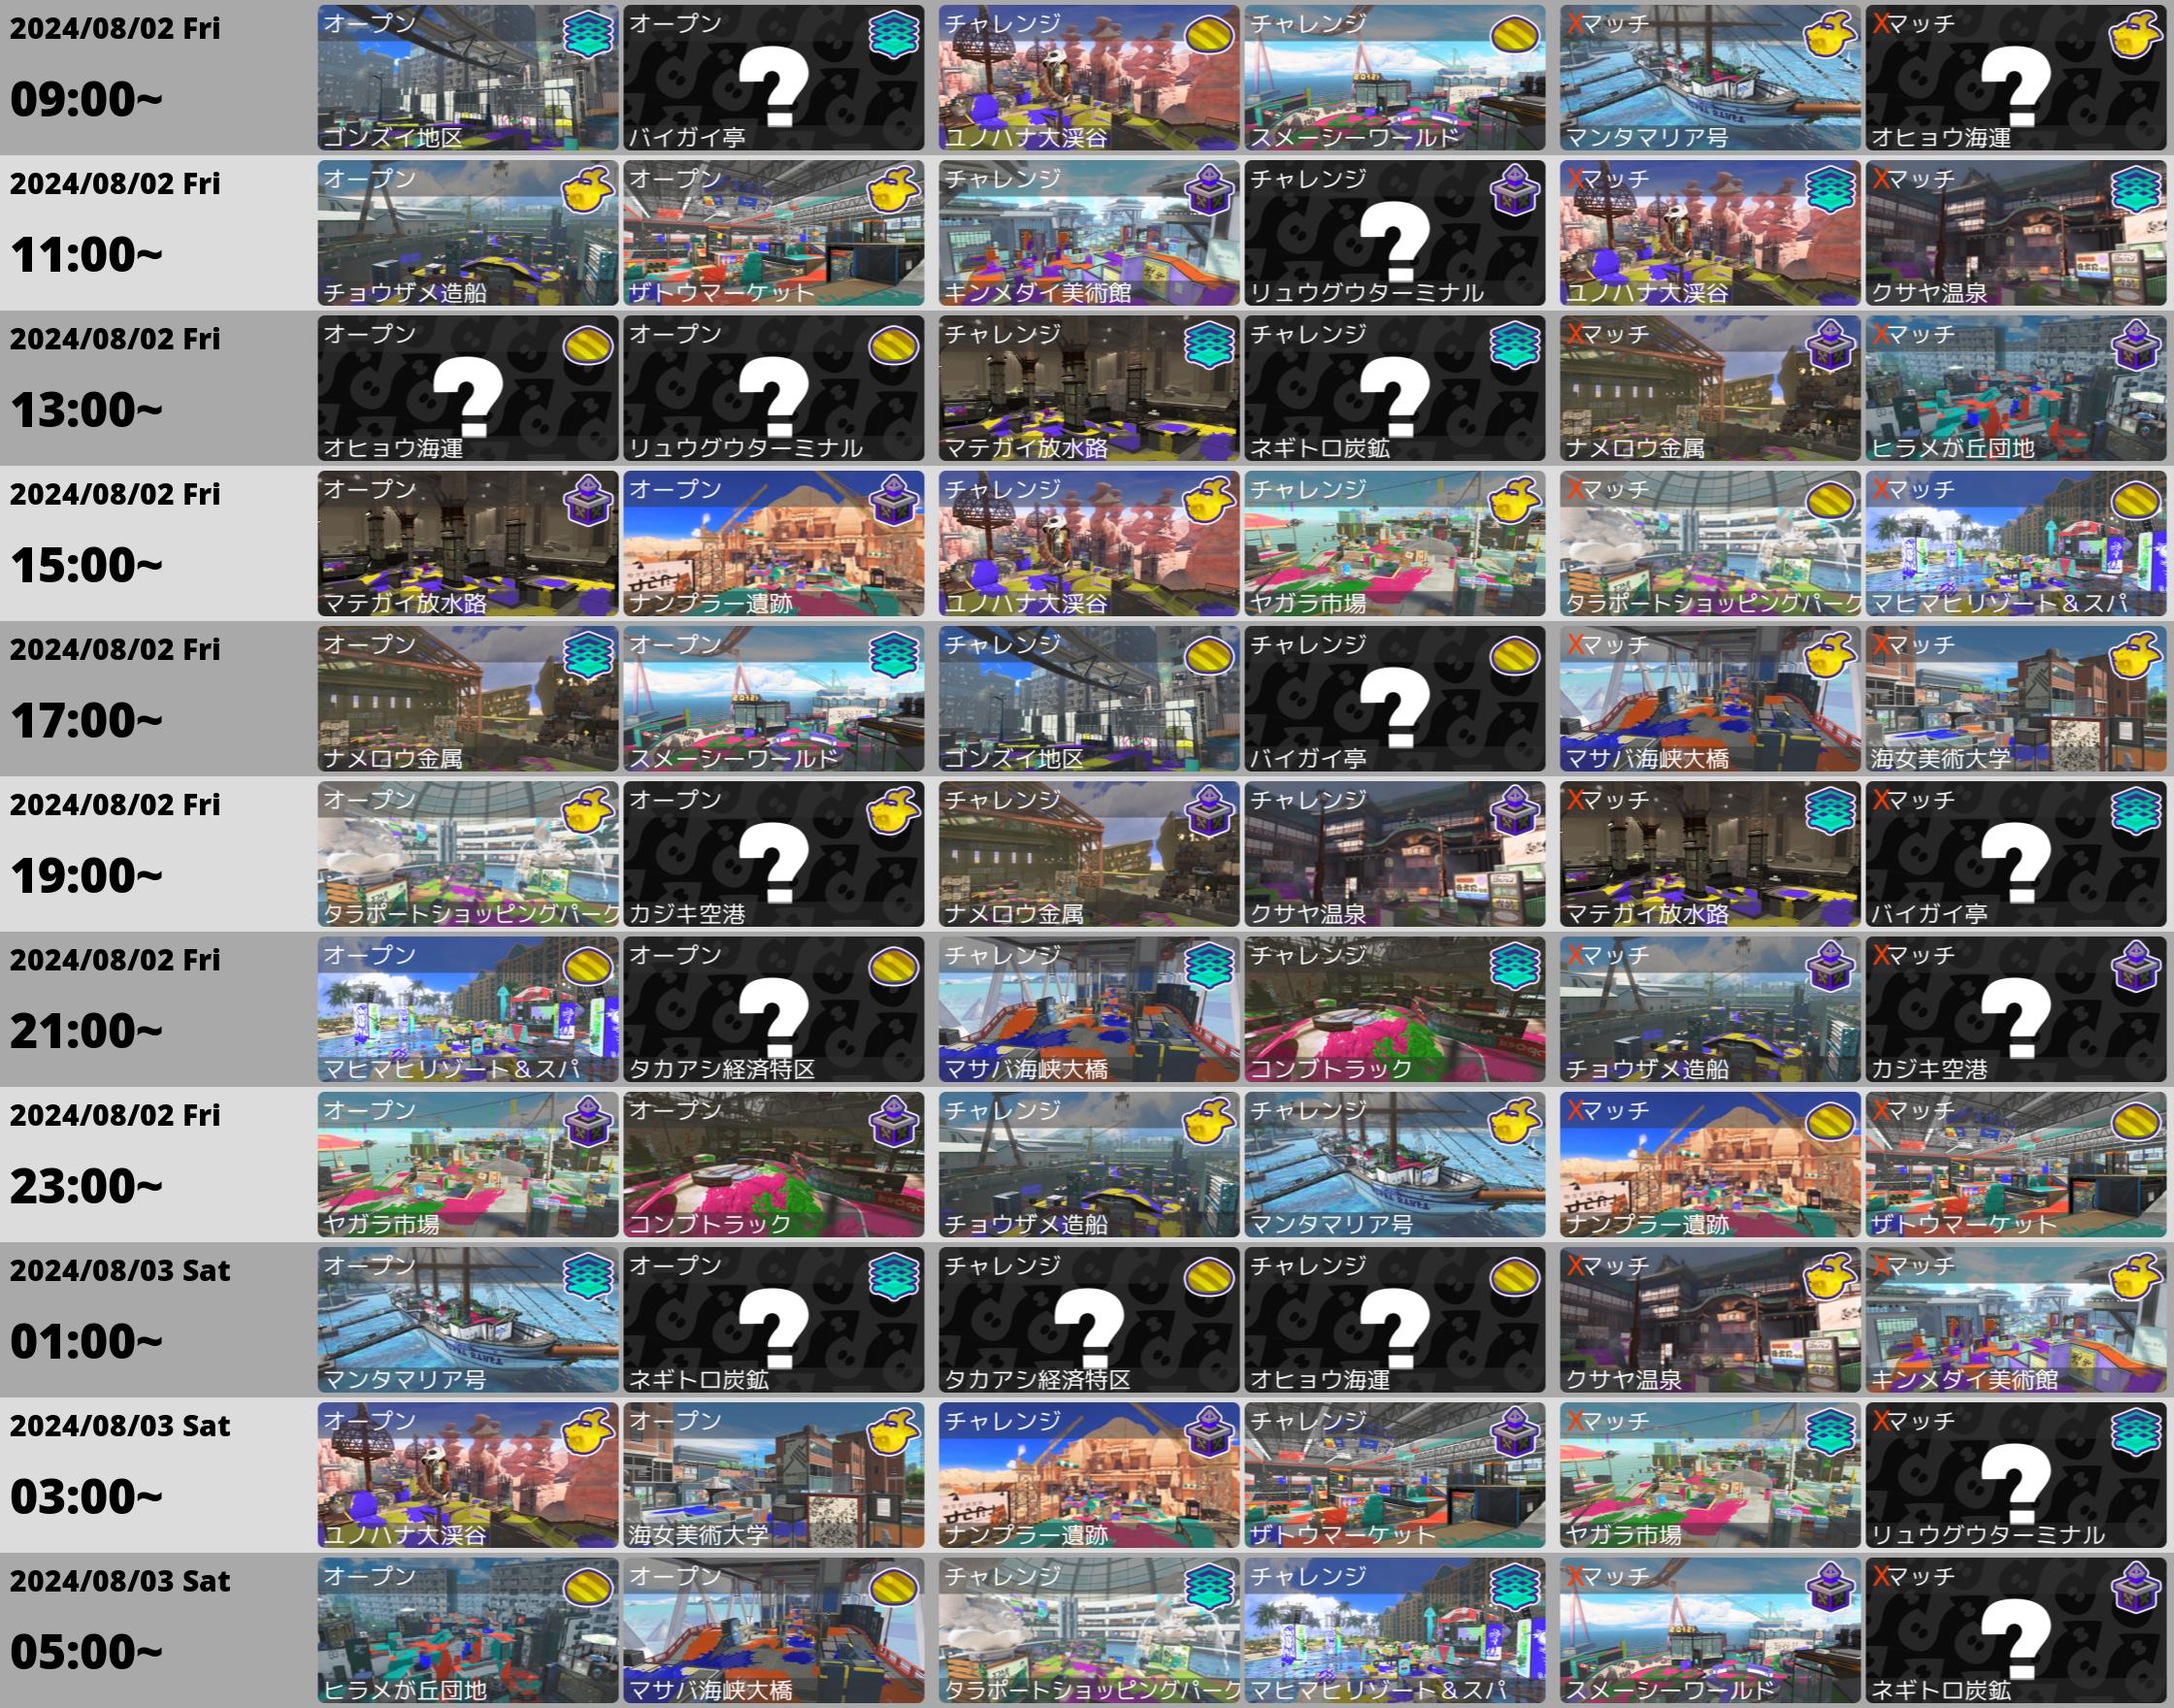 2024/08/02 Fri
09:00~
オープン
ゴンズイ地区
オープン
バイガイ亭
チャレンジ
ユノハナ大渓谷
チャレンジ
スメーシーワールド
Xマッチ
マンタマリア号
Xマッチ
オヒョウ海運
2024/08/02 Fri
11:00~
オープン
チョウザメ造船
オープン
ザトウマーケット
チャレンジ
キンメダイ美術館
チャレンジ
リュウグウターミナル
Xマッチ
ユノハナ大渓谷
Xマッチ
クサヤ温泉
2024/08/02 Fri
13:00~
オープン
オヒョウ海運
オープン
リュウグウターミナル
チャレンジ
マテガイ放水路
チャレンジ
ネギトロ炭鉱
Xマッチ
ナメロウ金属
Xマッチ
ヒラメが丘団地
2024/08/02 Fri
15:00~
オープン
マテガイ放水路
オープン
ナンプラー遺跡
チャレンジ
ユノハナ大渓谷
チャレンジ
ヤガラ市場
Xマッチ
タラポートショッピングパーク
Xマッチ
マヒマヒリゾート＆スパ
2024/08/02 Fri
17:00~
オープン
ナメロウ金属
オープン
スメーシーワールド
チャレンジ
ゴンズイ地区
チャレンジ
バイガイ亭
Xマッチ
マサバ海峡大橋
Xマッチ
海女美術大学
2024/08/02 Fri
19:00~
オープン
タラポートショッピングパーク
オープン
カジキ空港
チャレンジ
ナメロウ金属
チャレンジ
クサヤ温泉
Xマッチ
マテガイ放水路
Xマッチ
バイガイ亭
2024/08/02 Fri
21:00~
オープン
マヒマヒリゾート＆スパ
オープン
タカアシ経済特区
チャレンジ
マサバ海峡大橋
チャレンジ
コンブトラック
Xマッチ
チョウザメ造船
Xマッチ
カジキ空港
2024/08/02 Fri
23:00~
オープン
ヤガラ市場
オープン
コンブトラック
チャレンジ
チョウザメ造船
チャレンジ
マンタマリア号
Xマッチ
ナンプラー遺跡
Xマッチ
ザトウマーケット
2024/08/03 Sat
01:00~
オープン
マンタマリア号
オープン
ネギトロ炭鉱
チャレンジ
タカアシ経済特区
チャレンジ
オヒョウ海運
Xマッチ
クサヤ温泉
Xマッチ
キンメダイ美術館
2024/08/03 Sat
03:00~
オープン
ユノハナ大渓谷
オープン
海女美術大学
チャレンジ
ナンプラー遺跡
チャレンジ
ザトウマーケット
Xマッチ
ヤガラ市場
Xマッチ
リュウグウターミナル
2024/08/03 Sat
05:00~
オープン
ヒラメが丘団地
オープン
マサバ海峡大橋
チャレンジ
タラポートショッピングパーク
チャレンジ
マヒマヒリゾート＆スパ
Xマッチ
スメーシーワールド
Xマッチ
ネギトロ炭鉱